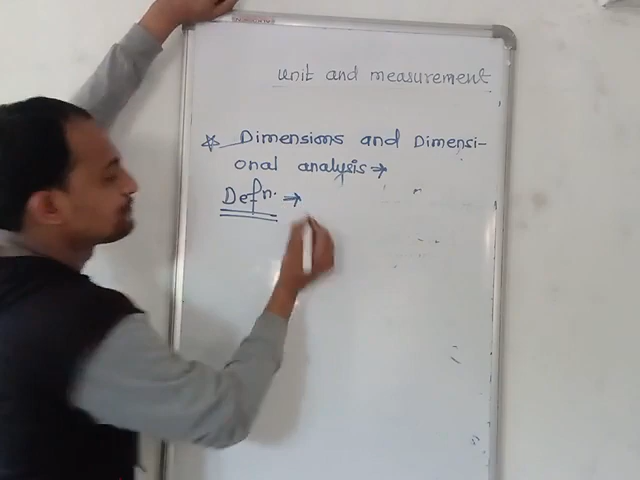 unit and measurement
☆ Dimensions and Dimensi-
onal analysis →
Defn. →